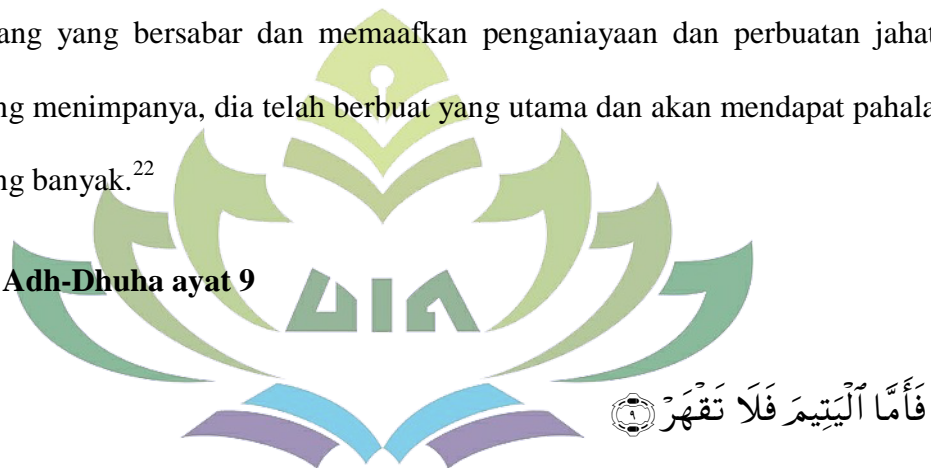 ang yang bersabar dan memaafkan penganiayaan dan perbuatan jahat
ng menimpanya, dia telah berbuat yang utama dan akan mendapat pahala
ng banyak.22
Adh-Dhuha ayat 9
UIN
فَأَمَّا ٱلْيَتِيمَ فَلَا تَقْهَرْ ۝٩